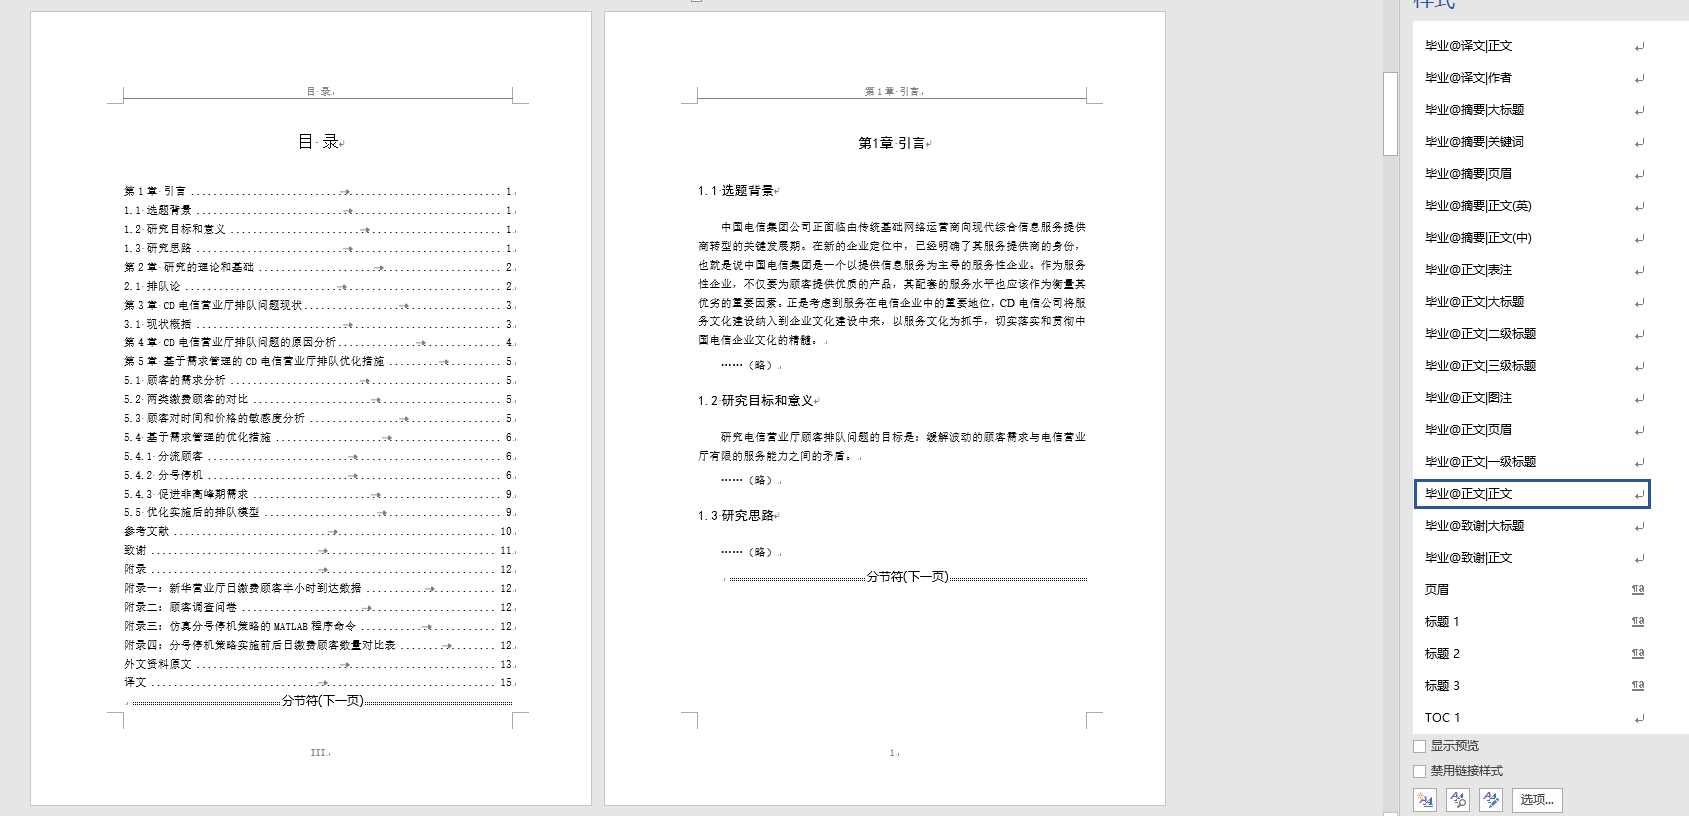 目 录
目 录
第1章 引言 1
1.1 选题背景 1
1.2 研究目标和意义 1
1.3 研究思路 1
第2章 研究的理论和基础 2
2.1 排队论 2
第3章 CD电信营业厅排队问题现状 3
3.1 现状概括 3
第4章 CD电信营业厅排队问题的原因分析 4
第5章 基于需求管理的CD电信营业厅排队优化措施 5
5.1 顾客的需求分析 5
5.2 两类缴费顾客的对比 5
5.3 顾客对时间和价格的敏感度分析 5
5.4 基于需求管理的优化措施 6
5.4.1 分流顾客 6
5.4.2 分号停机 6
5.4.3 促进非高峰期需求 9
5.5 优化实施后的排队模型 9
参考文献 10
致谢 11
附录 12
附录一：新华营业厅日缴费顾客半小时到达数据 12
附录二：顾客调查问卷 12
附录三：仿真分号停机策略的MATLAB程序命令 12
附录四：分号停机策略实施前后日缴费顾客数量对比表 12
外文资料原文 13
译文 15
分节符(下一页)
III
第1章 引言
第1章 引言
1.1 选题背景
中国电信集团公司正面临由传统基础网络运营商向现代综合信息服务提供
商转型的关键发展期。在新的企业定位中，已经明确了其服务提供商的身份，
也就是说中国电信集团是一个以提供信息服务为主导的服务性企业。作为服务
性企业，不仅要为顾客提供优质的产品，其配套的服务水平也应该作为衡量其
优劣的重要因素。正是考虑到服务在电信企业中的重要地位，CD电信公司将服
务文化建设纳入到企业文化建设中来，以服务文化为抓手，切实落实和贯彻中
国电信企业文化的精髓。
……（略）
1.2 研究目标和意义
研究电信营业厅顾客排队问题的目标是：缓解波动的顾客需求与电信营业
厅有限的服务能力之间的矛盾。
……（略）
1.3 研究思路
……（略）
分节符(下一页)
1
样式
毕业@译文|正文
毕业@译文|作者
毕业@摘要|大标题
毕业@摘要|关键词
毕业@摘要|页眉
毕业@摘要|正文(英)
毕业@摘要|正文(中)
毕业@正文|表注
毕业@正文|大标题
毕业@正文|二级标题
毕业@正文|三级标题
毕业@正文|图注
毕业@正文|页眉
毕业@正文|一级标题
毕业@正文|正文
毕业@致谢|大标题
毕业@致谢|正文
页眉
标题 1
标题 2
标题 3
TOC 1
显示预览
禁用链接样式
选项...